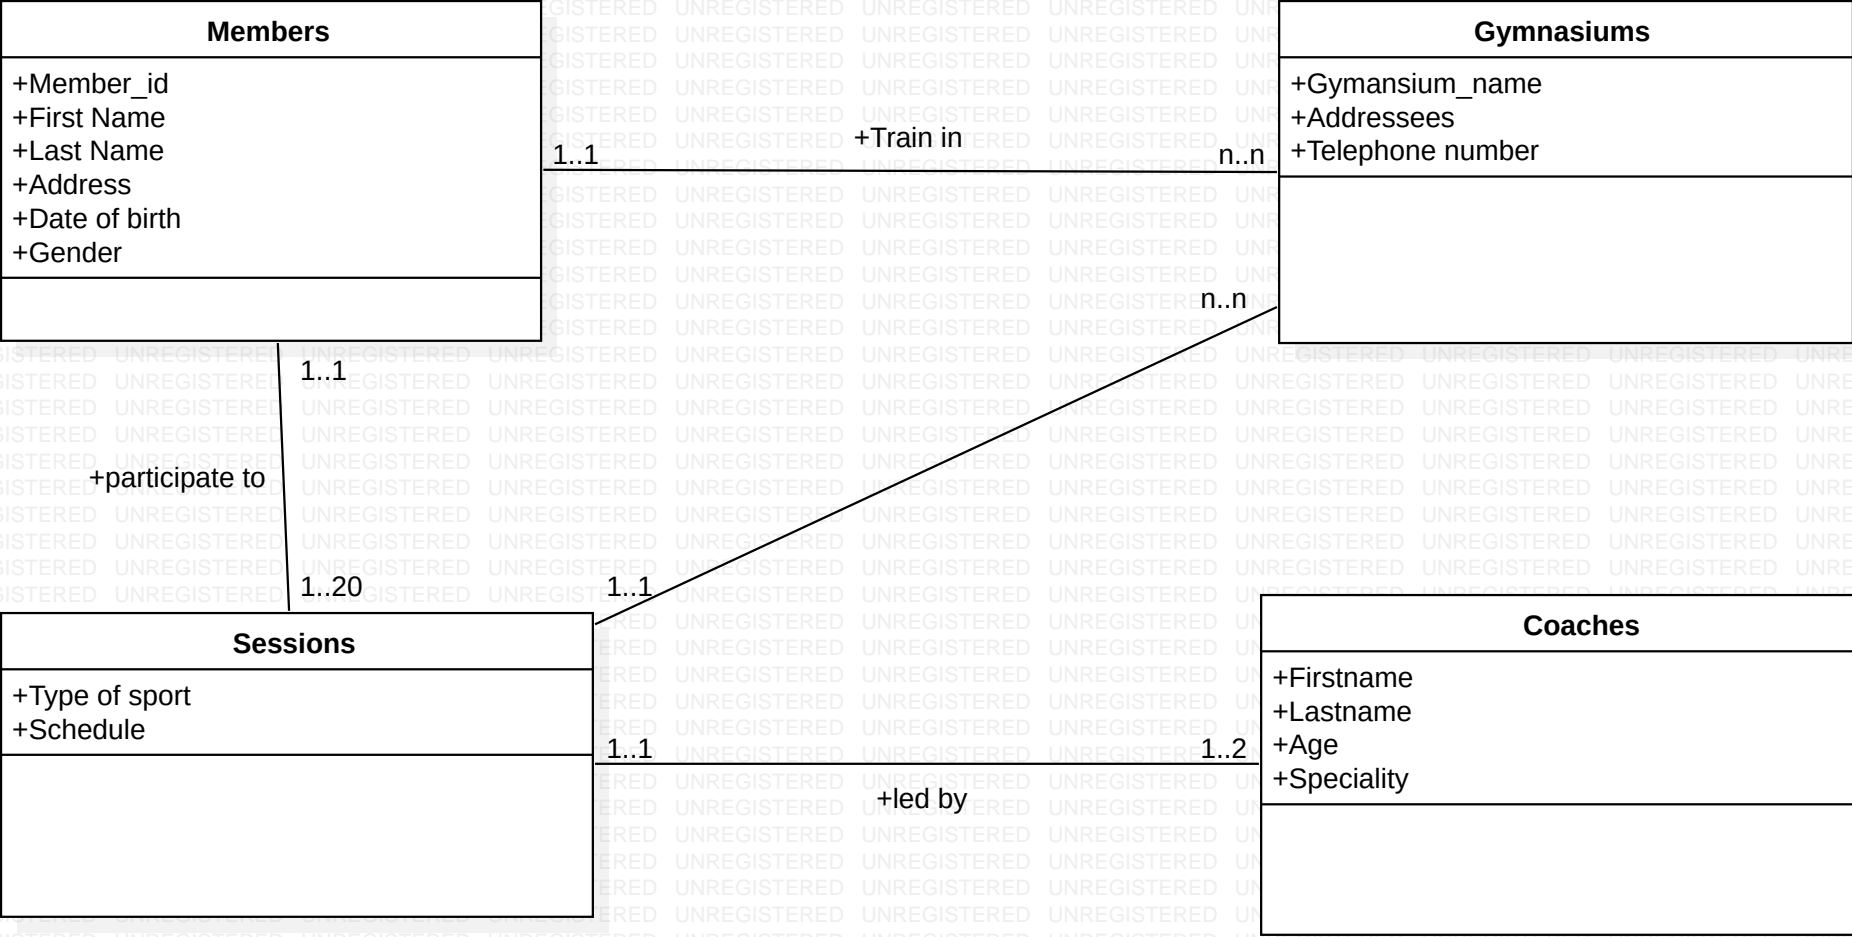 Members
+Member_id
+First Name
+Last Name
+Address
+Date of birth
+Gender
Gymnasiums
+Gymansium_name
+Addressees
+Telephone number
+Train in
1..1
n..n
n..n
1..1
+participate to
1..20
1..1
Sessions
+Type of sport
+Schedule
Coaches
+Firstname
+Lastname
+Age
+Speciality
1..1
1..2
+led by
UNREGISTERED